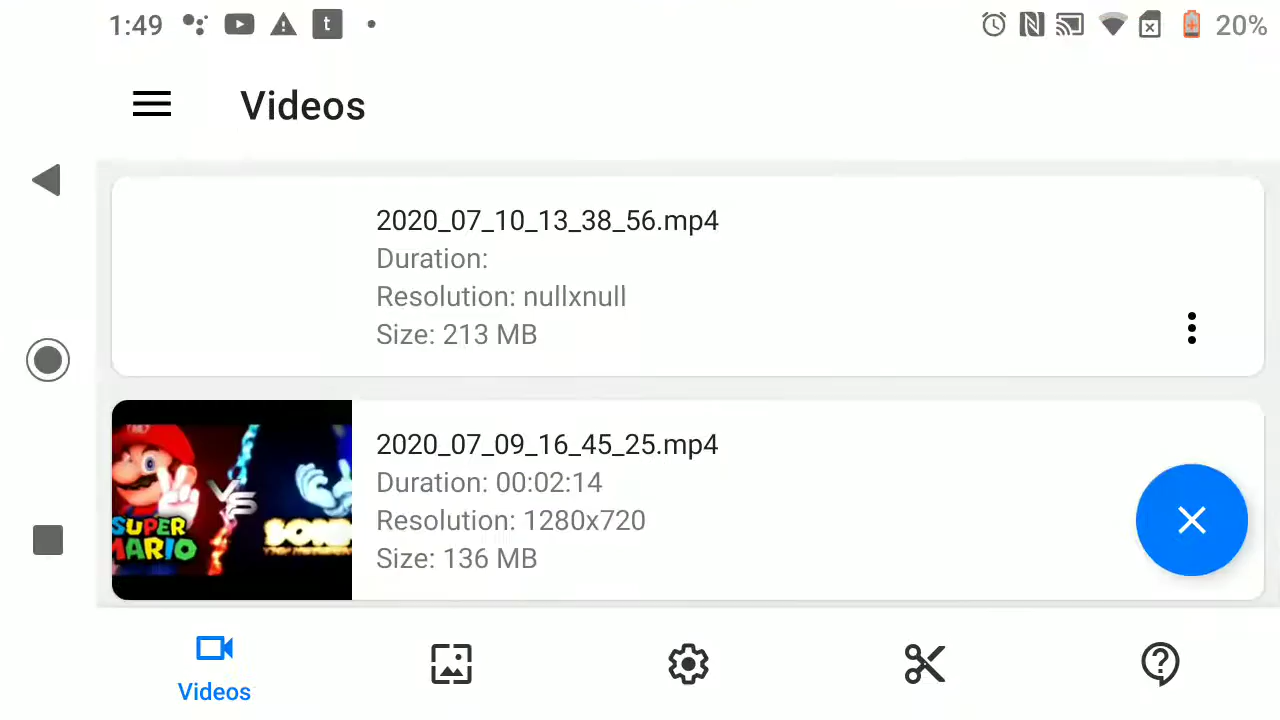 1:49
t
20%
Videos
2020_07_10_13_38_56.mp4
Duration:
Resolution: nullxnull
Size: 213 MB
2020_07_09_16_45_25.mp4
Duration: 00:02:14
Resolution: 1280x720
Size: 136 MB
SUPER
MARIO
VS
Videos